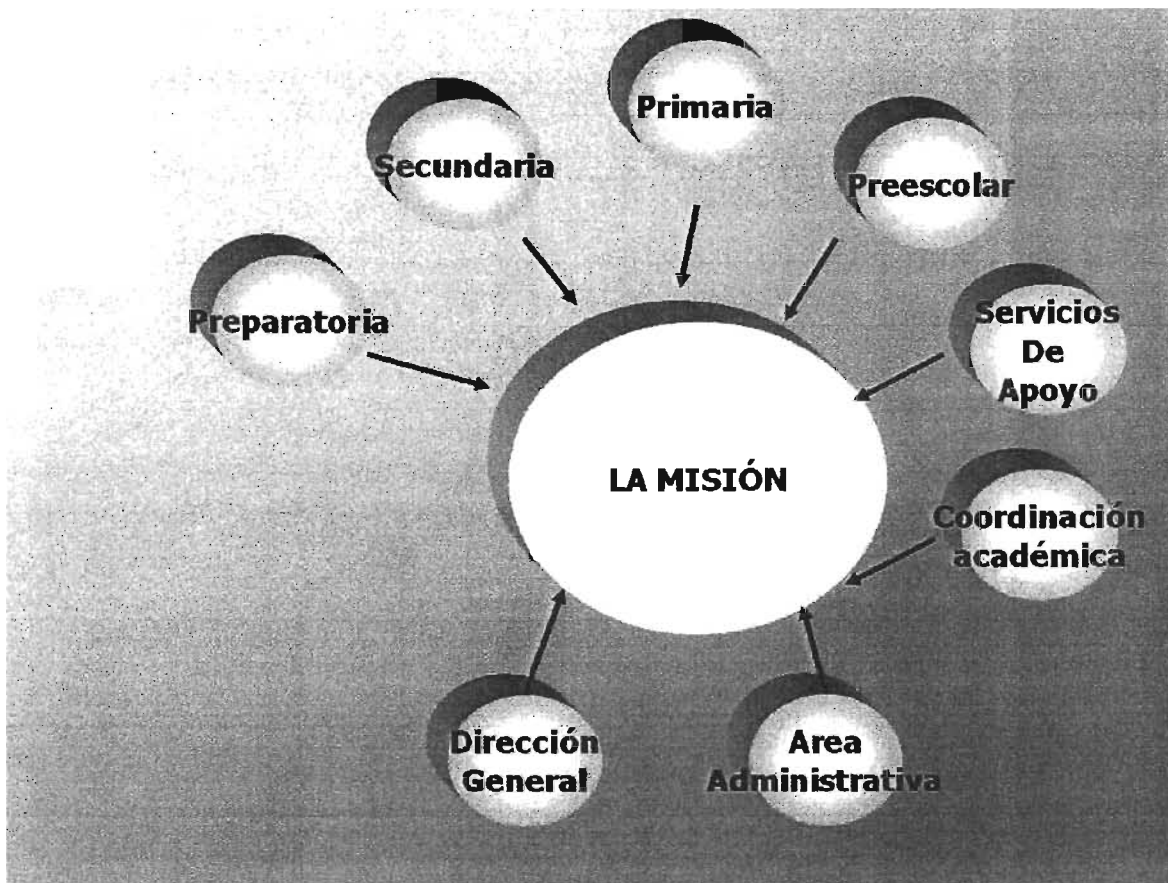 Primaria
Secundaria
Preescolar
Preparatoria
Servicios
De
Apoyo
LA MISIÓN
Coordinación
académica
Dirección
General
Area
Administrativa